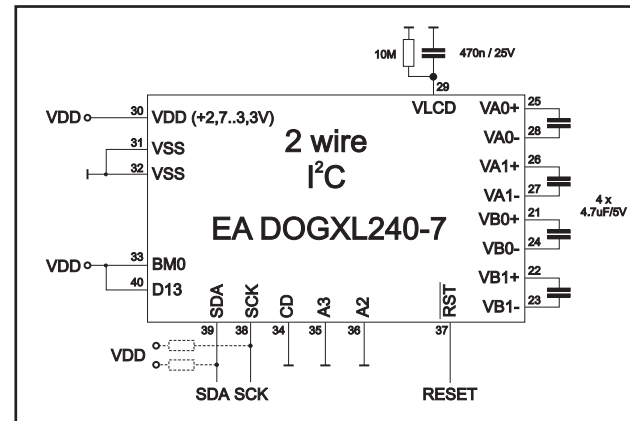 10M
470n / 25V
29
VLCD
VDD
30
VDD (+2,7..3,3V)
31
VSS
32
VSS
2 wire
I²C
EA DOGXL240-7
VDD
33
BM0
40
D13
VA0+
25
VA0-
28
VA1+
26
VA1-
27
VB0+
21
VB0-
24
VB1+
22
VB1-
23
4 x
4.7uF/5V
SDA
SCK
CD
A3
A2
RST
39
38
34
35
36
37
VDD
SDA SCK
RESET